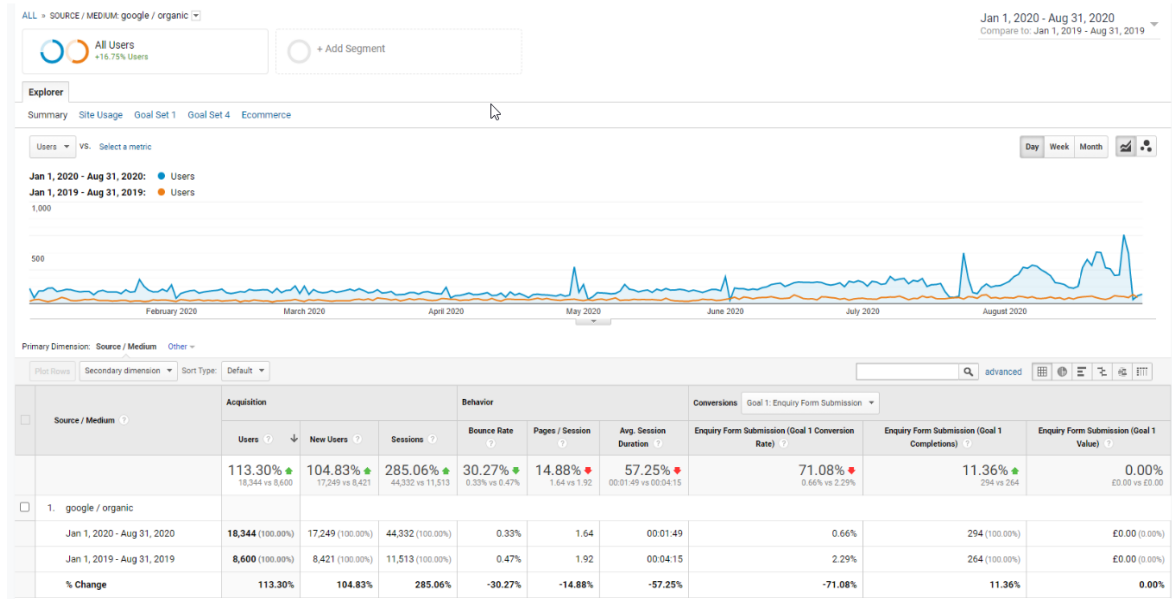 ALL » SOURCE / MEDIUM: google / organic
Jan 1, 2020 - Aug 31, 2020
Compare to: Jan 1, 2019 - Aug 31, 2019
All Users
+16.75% Users
+ Add Segment
Explorer
Summary Site Usage Goal Set 1 Goal Set 4 Ecommerce
Users VS. Select a metric
Day Week Month
Jan 1, 2020 - Aug 31, 2020: Users
Jan 1, 2019 - Aug 31, 2019: Users
1,000
500
February 2020 March 2020 April 2020 May 2020 June 2020 July 2020 August 2020
Primary Dimension: Source / Medium Other
Plot Rows Secondary dimension Sort Type: Default advanced
Acquisition Behavior Conversions Goal 1: Enquiry Form Submission
Source / Medium ?
Users ? New Users ? Sessions ? Bounce Rate ? Pages / Session ? Avg. Session Duration ? Enquiry Form Submission (Goal 1 Conversion Rate) ? Enquiry Form Submission (Goal 1 Completions) ? Enquiry Form Submission (Goal 1 Value) ?
113.30% 104.83% 285.06% 30.27% 14.88% 57.25% 71.08% 11.36% 0.00%
18,344 vs 8,600 17,249 vs 8,421 44,332 vs 11,513 0.33% vs 0.47% 1.64 vs 1.92 00:01:49 vs 00:04:15 0.66% vs 2.29% 294 vs 264 £0.00 vs £0.00
1. google / organic
Jan 1, 2020 - Aug 31, 2020 18,344 (100.00%) 17,249 (100.00%) 44,332 (100.00%) 0.33% 1.64 00:01:49 0.66% 294 (100.00%) £0.00 (0.00%)
Jan 1, 2019 - Aug 31, 2019 8,600 (100.00%) 8,421 (100.00%) 11,513 (100.00%) 0.47% 1.92 00:04:15 2.29% 264 (100.00%) £0.00 (0.00%)
% Change 113.30% 104.83% 285.06% -30.27% -14.88% -57.25% -71.08% 11.36% 0.00%